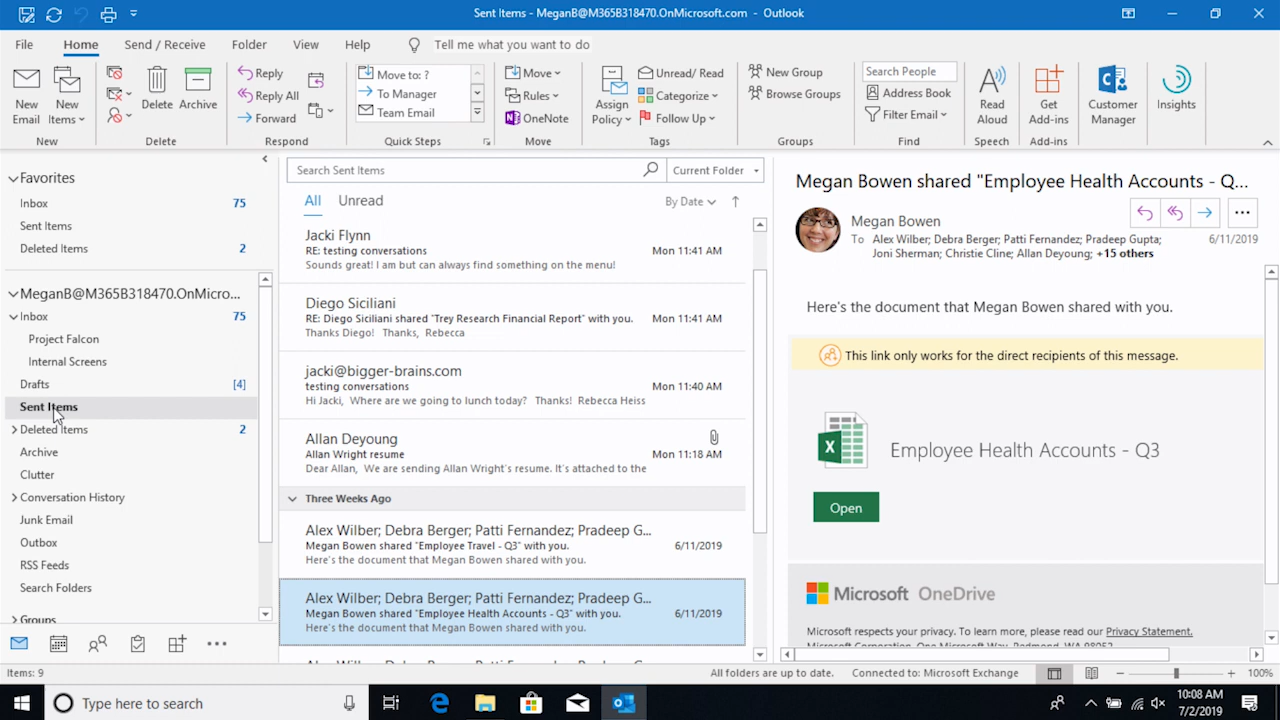 Sent Items - MeganB@M365B318470.OnMicrosoft.com - Outlook
File Home Send / Receive Folder View Help Tell me what you want to do
New Email
New Items
New
Delete
Archive
Delete
Reply
Reply All
Forward
Respond
Move to: ?
To Manager
Team Email
Quick Steps
Move
Rules
OneNote
Move
Assign Policy
Unread/ Read
Categorize
Follow Up
Tags
New Group
Browse Groups
Groups
Search People
Address Book
Filter Email
Find
Read Aloud
Speech
Get Add-ins
Add-ins
Customer Manager
Insights
Favorites
Inbox 75
Sent Items
Deleted Items 2
MeganB@M365B318470.OnMicro...
Inbox 75
Project Falcon
Internal Screens
Drafts [4]
Sent Items
Deleted Items 2
Archive
Clutter
Conversation History
Junk Email
Outbox
RSS Feeds
Search Folders
Groups
Search Sent Items
Current Folder
All Unread By Date
Jacki Flynn
RE: testing conversations Mon 11:41 AM
Sounds great! I am but can always find something on the menu!
Diego Siciliani
RE: Diego Siciliani shared "Trey Research Financial Report" with you. Mon 11:41 AM
Thanks Diego! Thanks, Rebecca
jacki@bigger-brains.com
testing conversations Mon 11:40 AM
Hi Jacki, Where are we going to lunch today? Thanks! Rebecca Heiss
Allan Deyoung
Allan Wright resume Mon 11:18 AM
Dear Allan, We are sending Allan Wright's resume. It's attached to the
Three Weeks Ago
Alex Wilber; Debra Berger; Patti Fernandez; Pradeep G...
Megan Bowen shared "Employee Travel - Q3" with you. 6/11/2019
Here's the document that Megan Bowen shared with you.
Alex Wilber; Debra Berger; Patti Fernandez; Pradeep G...
Megan Bowen shared "Employee Health Accounts - Q3" with you. 6/11/2019
Here's the document that Megan Bowen shared with you.
Alex Wilber; Debra Berger; Patti Fernandez; Pradeep G...
Megan Bowen shared "Employee Health Accounts - Q...
Megan Bowen
To Alex Wilber; Debra Berger; Patti Fernandez; Pradeep Gupta; 6/11/2019
Joni Sherman; Christie Cline; Allan Deyoung; +15 others
Here's the document that Megan Bowen shared with you.
This link only works for the direct recipients of this message.
X
Employee Health Accounts - Q3
Open
Microsoft OneDrive
Microsoft respects your privacy. To learn more, please read our Privacy Statement.
Microsoft Corporation, One Microsoft Way, Redmond, WA 98052
Items: 9 All folders are up to date. Connected to: Microsoft Exchange 100%
Type here to search
10:08 AM
7/2/2019